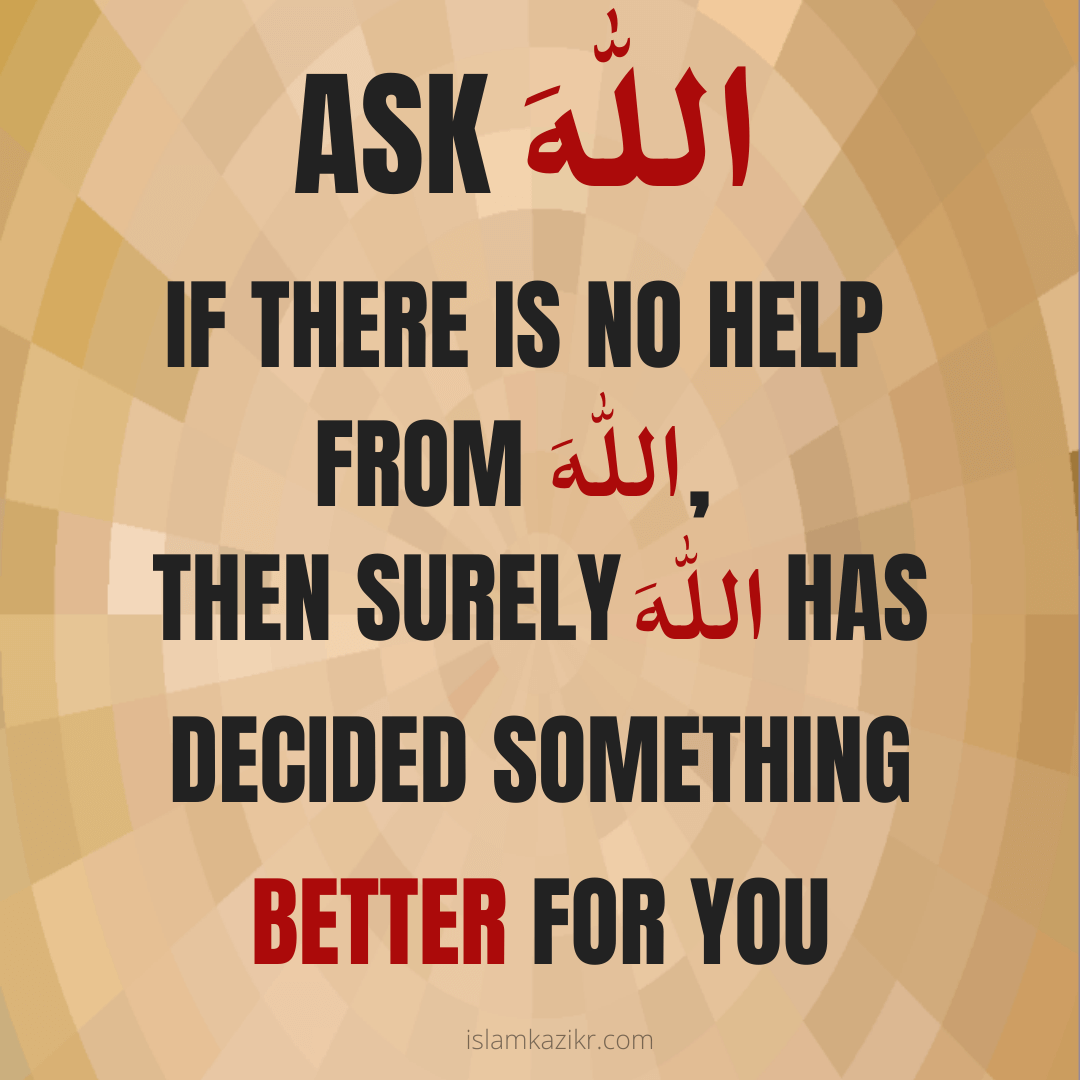 ASK اللّٰهَ
IF THERE IS NO HELP
FROM اللّٰهَ,
THEN SURELY اللّٰهَ HAS
DECIDED SOMETHING
BETTER FOR YOU
islamkazikr.com